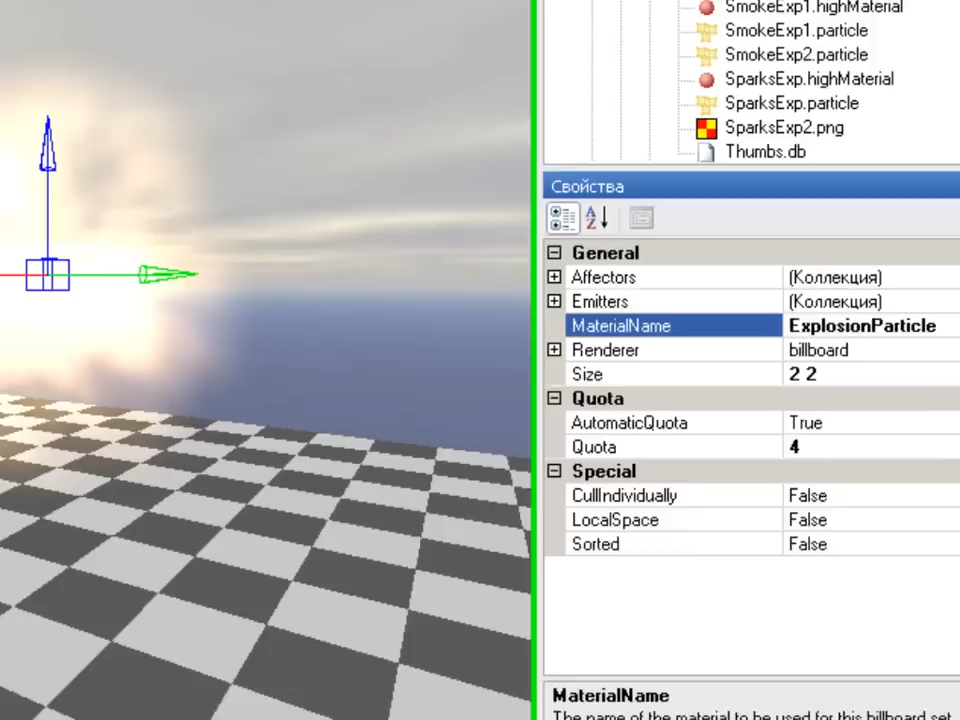 SmokeExp1.highMaterial
SmokeExp1.particle
SmokeExp2.particle
SparksExp.highMaterial
SparksExp.particle
SparksExp2.png
Thumbs.db
Свойства
General
Affectors (Коллекция)
Emitters (Коллекция)
MaterialName ExplosionParticle
Renderer billboard
Size 2 2
Quota
AutomaticQuota True
Quota 4
Special
CullIndividually False
LocalSpace False
Sorted False
MaterialName
The name of the material to be used for this billboard set